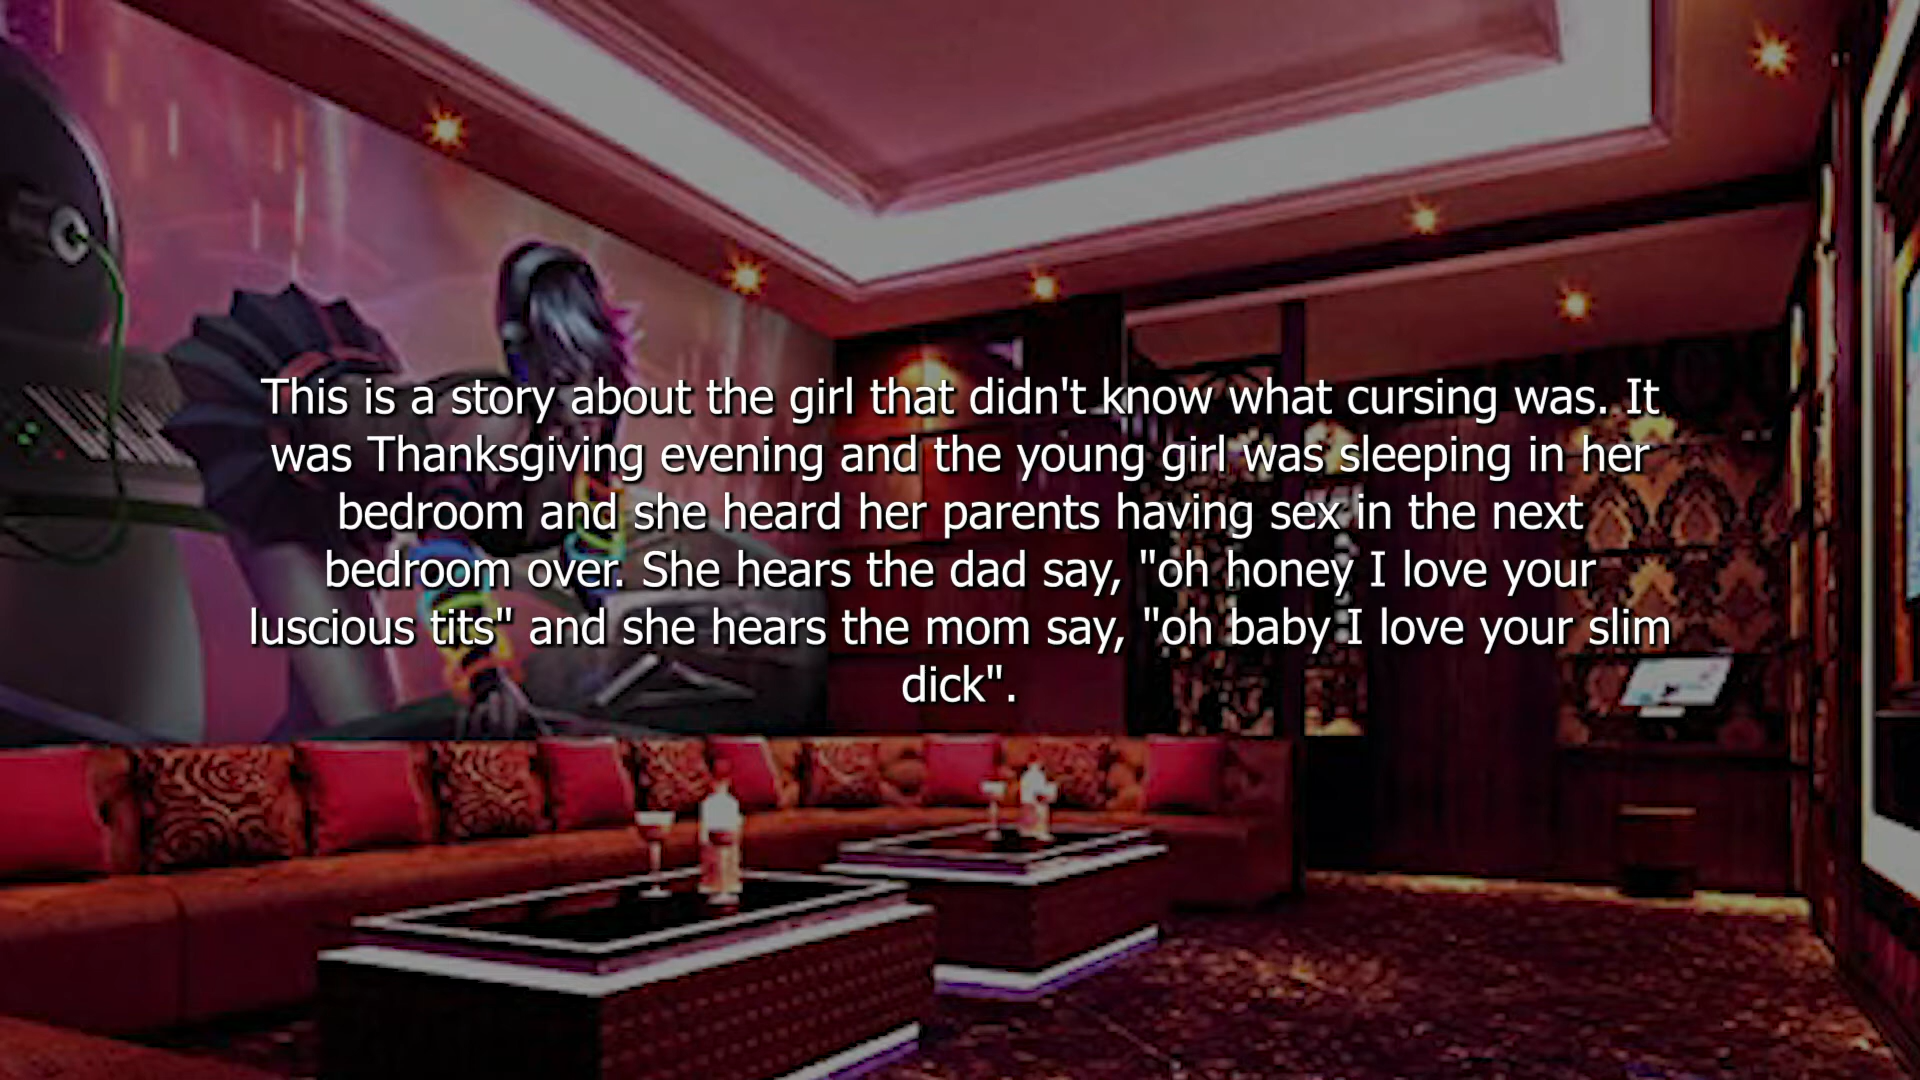 This is a story about the girl that didn't know what cursing was. It
was Thanksgiving evening and the young girl was sleeping in her
bedroom and she heard her parents having sex in the next
bedroom over. She hears the dad say, "oh honey I love your
luscious tits" and she hears the mom say, "oh baby I love your slim
dick".